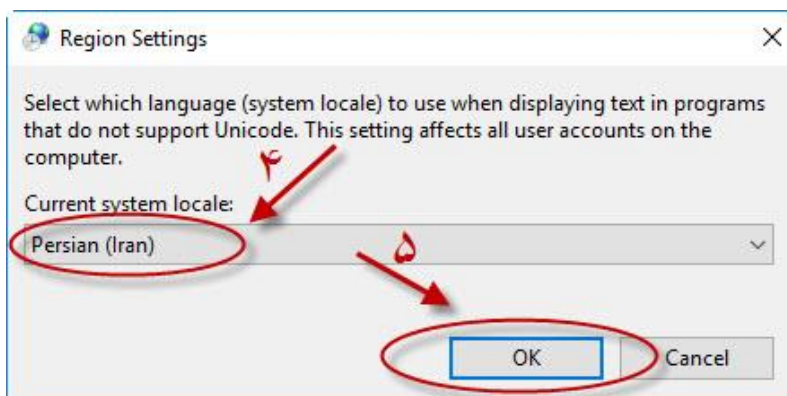 Region Settings
Select which language (system locale) to use when displaying text in programs
that do not support Unicode. This setting affects all user accounts on the
computer.
۴
Current system locale:
Persian (Iran)
۵
OK Cancel